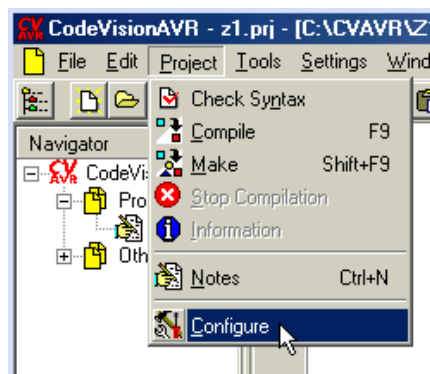 CodeVisionAVR - z1.prj - [C:\CVAVR\Z
File Edit Project Tools Settings Wind
Check Syntax
Navigator
Compile F9
CodeVi
Make Shift+F9
Pro
Stop Compilation
Information
Oth
Notes Ctrl+N
Configure